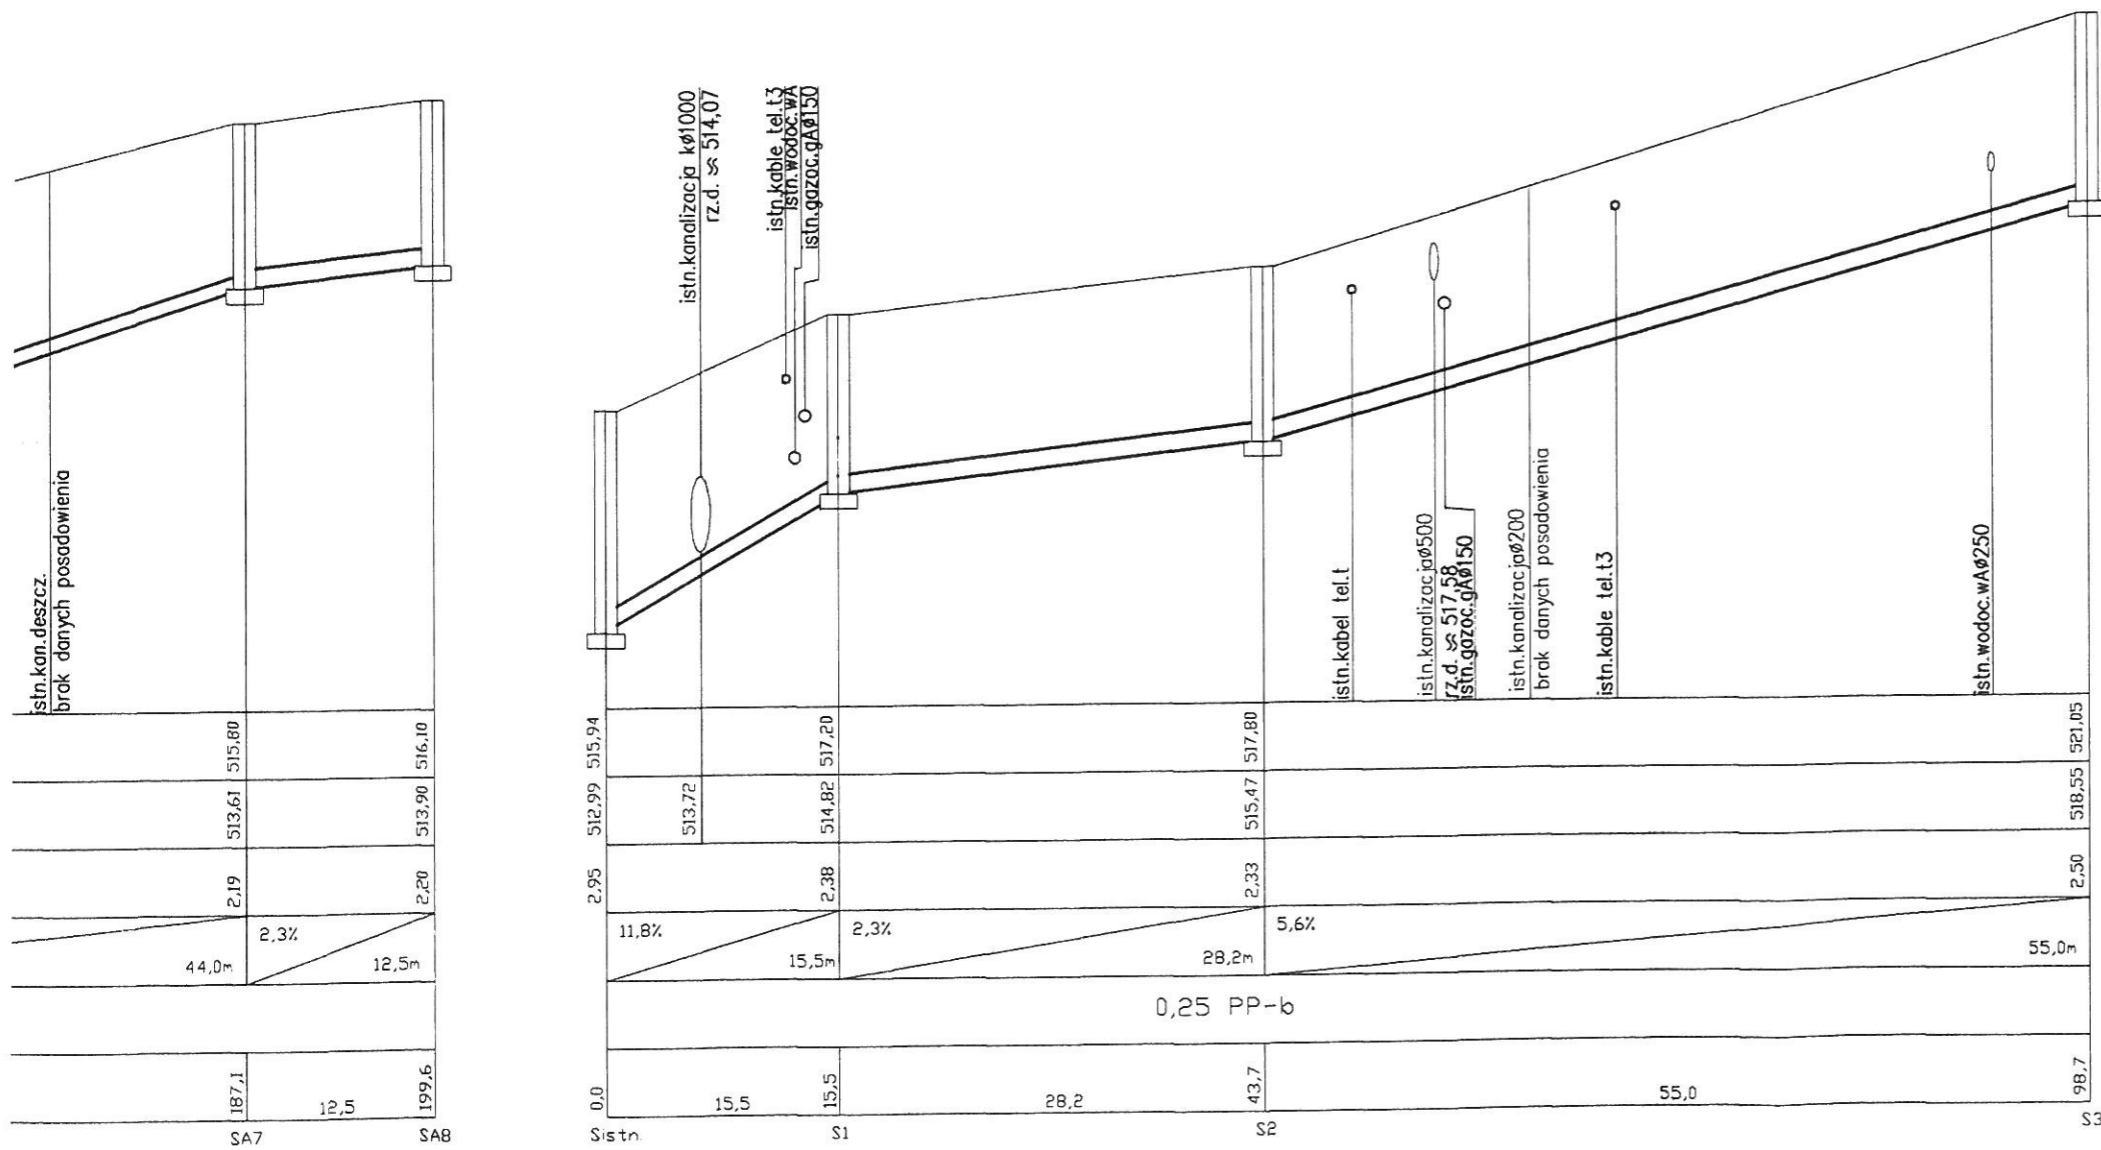 istn.kan.deszcz.
brak danych posadowienia
istn.kanalizacja kø1000
rz.d. ≈ 514,07
istn.kable tel.t3
istn.wodoc.wA
istn.gazoc.gAø150
istn.kabel tel.t
istn.kanalizacjaø500
rz.d. ≈ 517,58
istn.gazoc.gAø150
istn.kanalizacjaø200
brak danych posadowienia
istn.kable tel.t3
istn.wodoc.wAø250
515,80 516,10 515,94 517,20 517,80 521,05
513,61 513,90 512,99 513,72 514,82 515,47 518,55
2,19 2,20 2,95 2,38 2,33 2,50
2,3% 11,8% 2,3% 5,6%
44,0m 12,5m 15,5m 28,2m 55,0m
0,25 PP-b
187,1 12,5 199,6 0,0 15,5 15,5 28,2 43,7 55,0 98,7
SA7 SA8 Sistn. S1 S2 S3